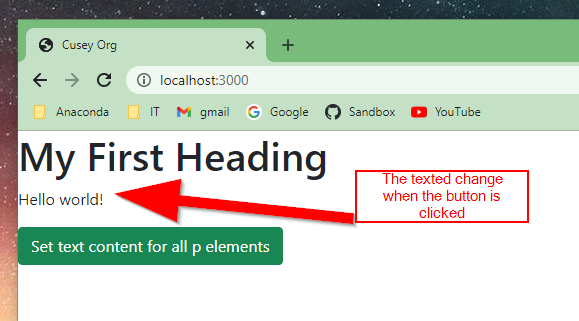 Cusey Org
localhost:3000
Anaconda IT gmail Google Sandbox YouTube
My First Heading
Hello world!
The texted change
when the button is
clicked
Set text content for all p elements